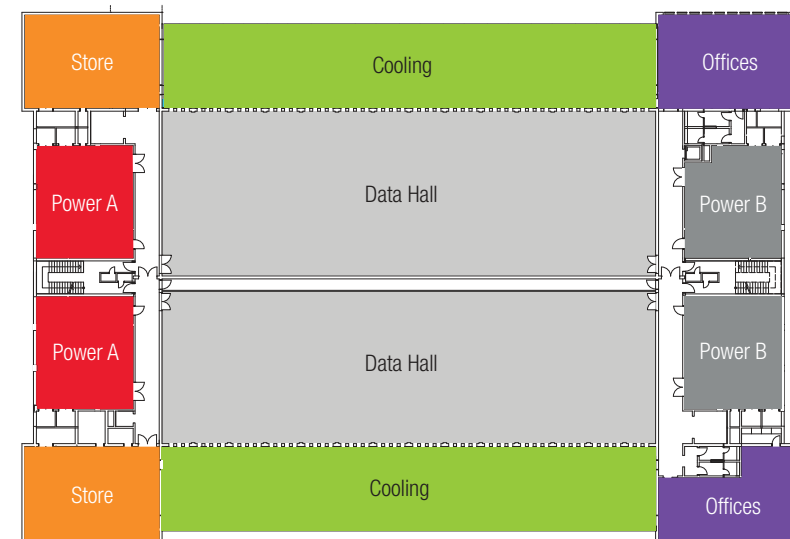 Store
Cooling
Offices
Power A
Data Hall
Power B
Power A
Data Hall
Power B
Store
Cooling
Offices